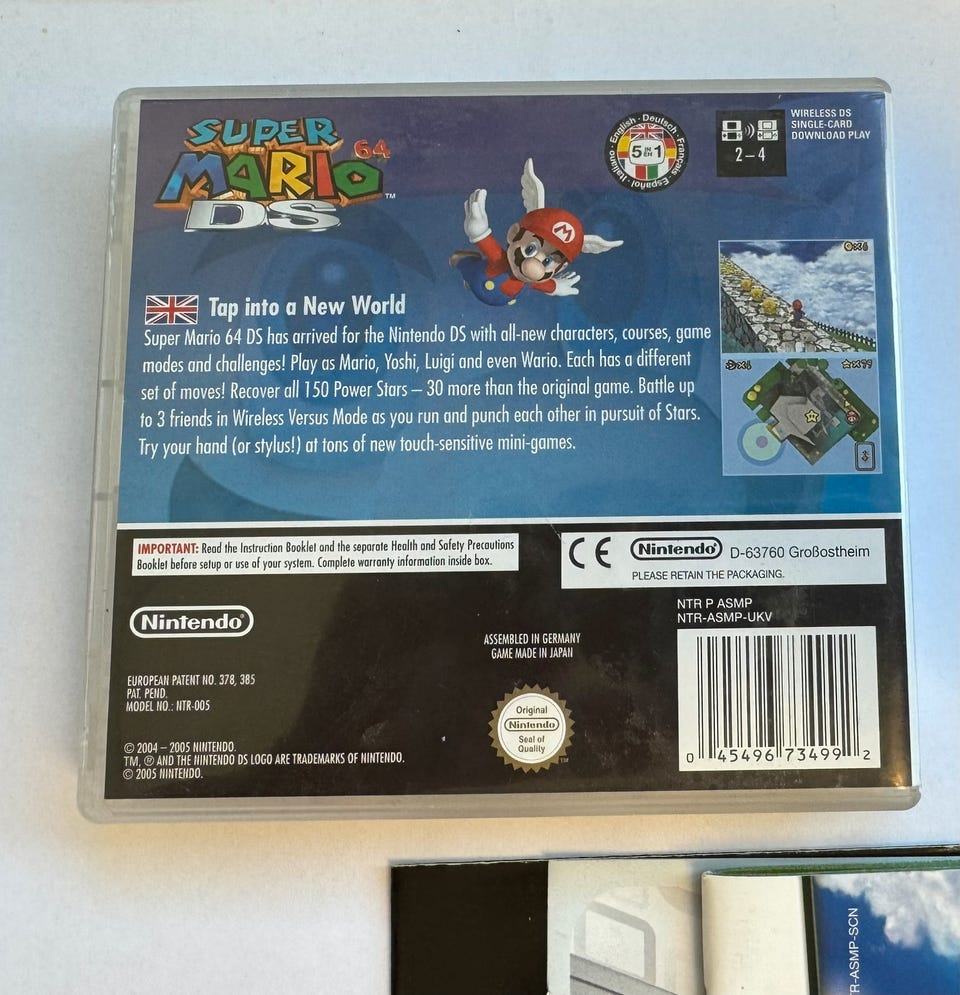 SUPER
MARIO 64
DS™
English · Deutsch · Français · Español · Italiano
5 IN EN 1
WIRELESS DS
SINGLE-CARD
DOWNLOAD PLAY
2–4
M
Tap into a New World
Super Mario 64 DS has arrived for the Nintendo DS with all-new characters, courses, game
modes and challenges! Play as Mario, Yoshi, Luigi and even Wario. Each has a different
set of moves! Recover all 150 Power Stars – 30 more than the original game. Battle up
to 3 friends in Wireless Versus Mode as you run and punch each other in pursuit of Stars.
Try your hand (or stylus!) at tons of new touch-sensitive mini-games.
IMPORTANT: Read the Instruction Booklet and the separate Health and Safety Precautions
Booklet before setup or use of your system. Complete warranty information inside box.
CE Nintendo® D-63760 Großostheim
PLEASE RETAIN THE PACKAGING.
NTR P ASMP
NTR-ASMP-UKV
Nintendo®
ASSEMBLED IN GERMANY
GAME MADE IN JAPAN
EUROPEAN PATENT NO. 378, 385
PAT. PEND.
MODEL NO.: NTR-005
Original
Nintendo
Seal of
Quality
™
© 2004 – 2005 NINTENDO.
TM, ® AND THE NINTENDO DS LOGO ARE TRADEMARKS OF NINTENDO.
© 2005 NINTENDO.
0 45496 73499 2
TR-ASMP-SCN